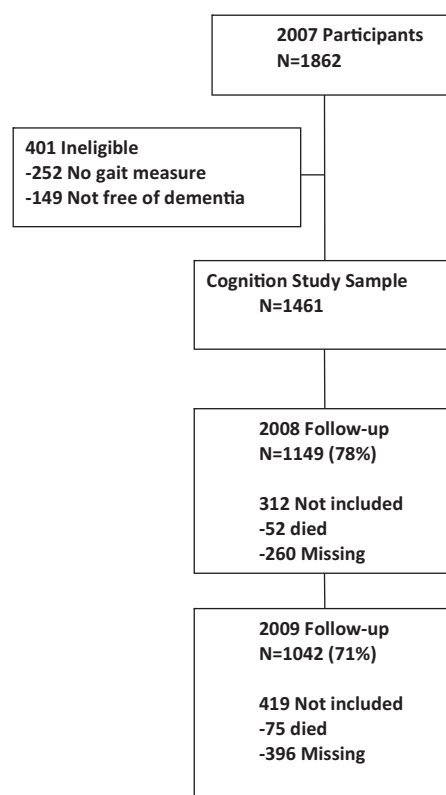 2007 Participants
N=1862
401 Ineligible
-252 No gait measure
-149 Not free of dementia
Cognition Study Sample
N=1461
2008 Follow-up
N=1149 (78%)
312 Not included
-52 died
-260 Missing
2009 Follow-up
N=1042 (71%)
419 Not included
-75 died
-396 Missing